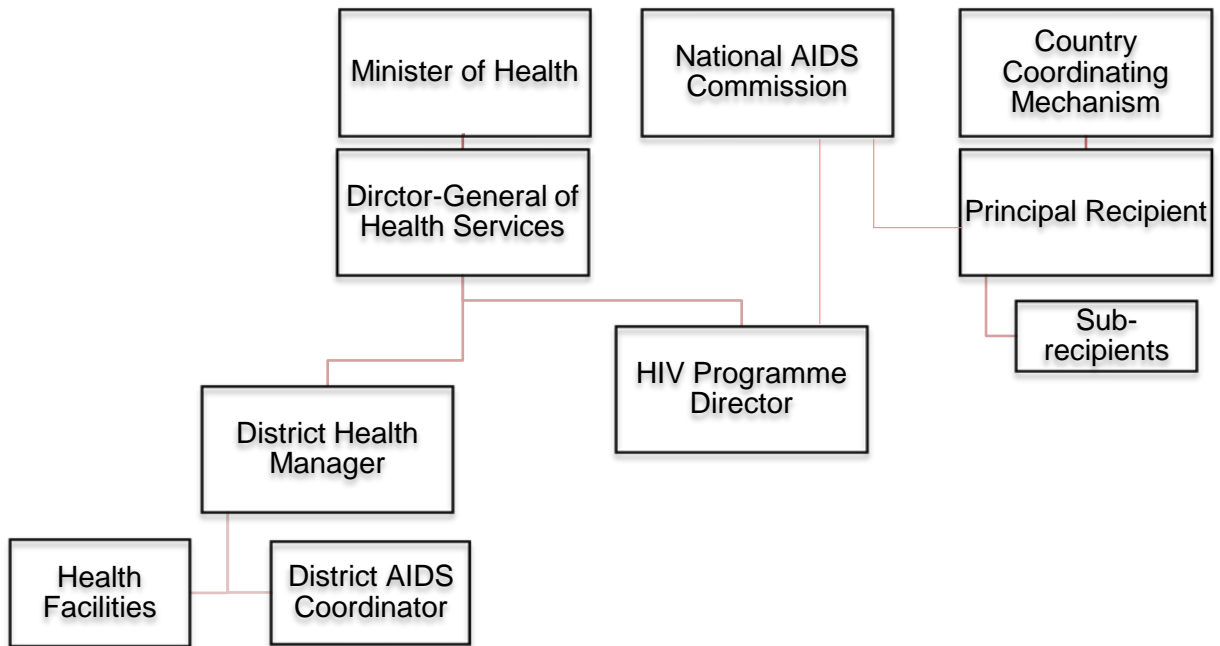 Minister of Health
National AIDS
Commission
Country
Coordinating
Mechanism
Dirctor-General of
Health Services
Principal Recipient
Sub-
recipients
HIV Programme
Director
District Health
Manager
Health
Facilities
District AIDS
Coordinator